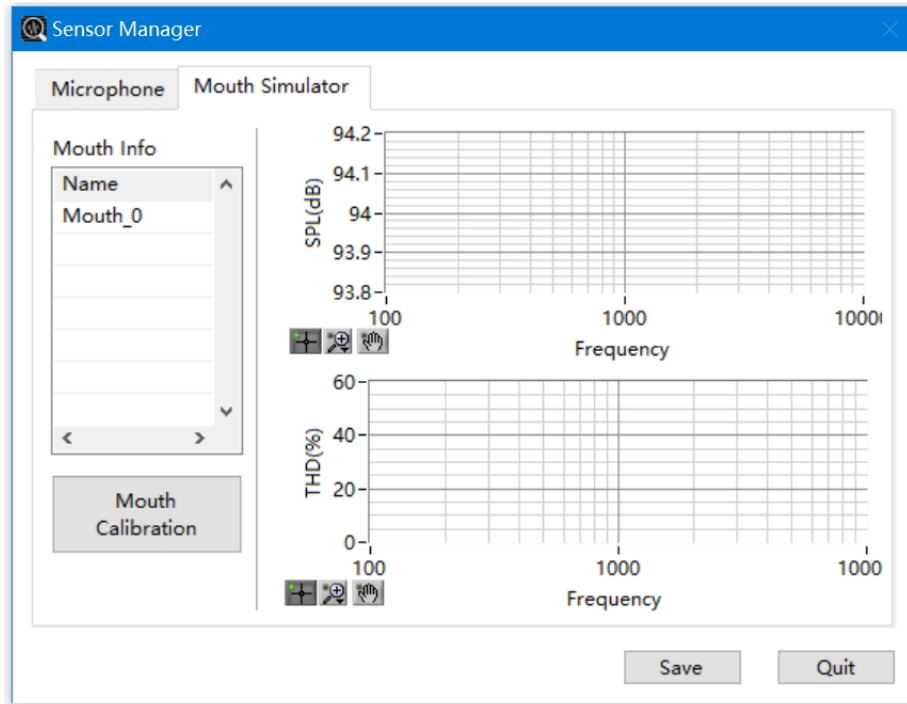 Sensor Manager
Microphone
Mouth Simulator
Mouth Info
Name
Mouth_0
Mouth
Calibration
94.2
94.1
94
93.9
93.8
SPL(dB)
100
1000
1000
Frequency
60
40
20
0
THD(%)
100
1000
1000
Frequency
Save
Quit